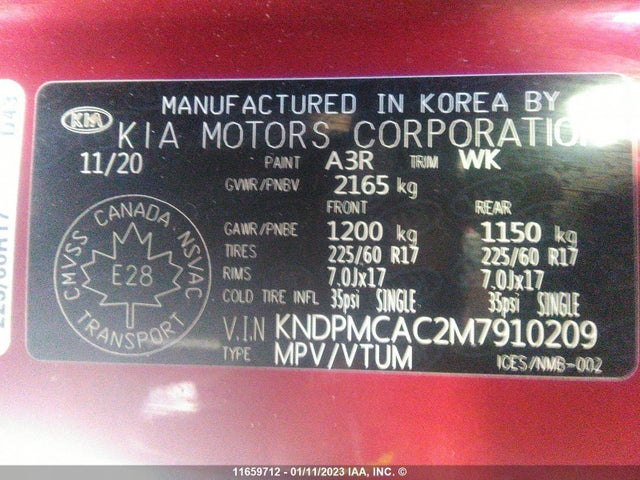 MANUFACTURED IN KOREA BY
KIA KIA MOTORS CORPORATION
11/20 PAINT A3R TRIM WK
GVWR/PNBV 2165 kg
FRONT REAR
GAWR/PNBE 1200 kg 1150 kg
TIRES 225/60 R17 225/60 R17
RIMS 7.0Jx17 7.0Jx17
COLD TIRE INFL 35psi SINGLE 35psi SINGLE
V.I.N KNDPMCAC2M7910209
TYPE MPV/VTUM ICES/NMB-002
CANADA
CMVSS NSVAC
E28
TRANSPORT
11659712 - 01/11/2023 IAA, INC. ©